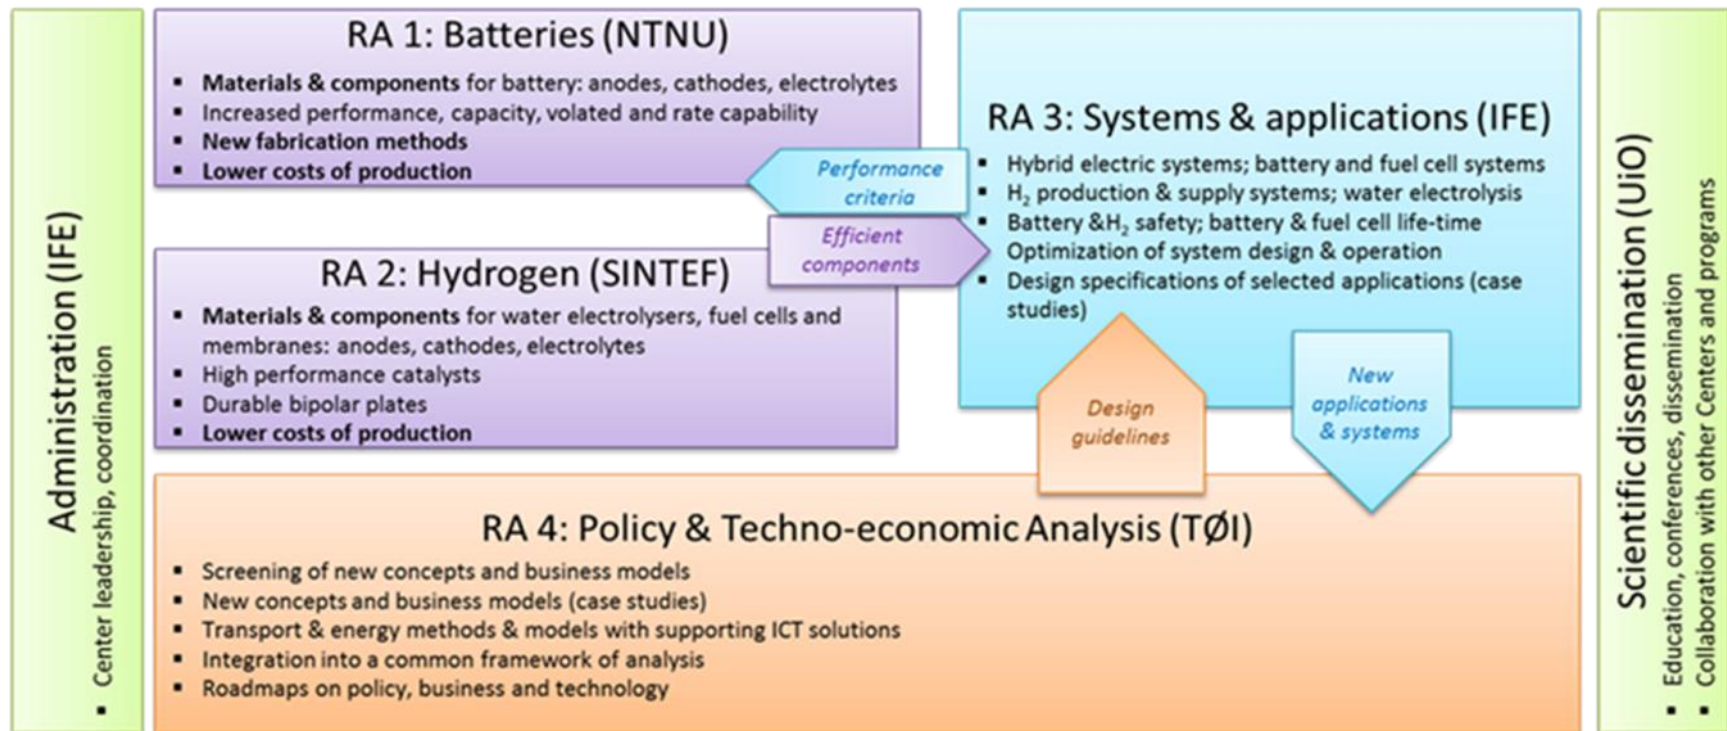 Administration (IFE)
▪ Center leadership, coordination
RA 1: Batteries (NTNU)
▪ Materials & components for battery: anodes, cathodes, electrolytes
▪ Increased performance, capacity, volated and rate capability
▪ New fabrication methods
▪ Lower costs of production
Performance
criteria
Efficient
components
RA 2: Hydrogen (SINTEF)
▪ Materials & components for water electrolysers, fuel cells and
membranes: anodes, cathodes, electrolytes
▪ High performance catalysts
▪ Durable bipolar plates
▪ Lower costs of production
RA 3: Systems & applications (IFE)
▪ Hybrid electric systems; battery and fuel cell systems
▪ H₂ production & supply systems; water electrolysis
▪ Battery &H₂ safety; battery & fuel cell life-time
▪ Optimization of system design & operation
▪ Design specifications of selected applications (case
studies)
Design
guidelines
New
applications
& systems
RA 4: Policy & Techno-economic Analysis (TØI)
▪ Screening of new concepts and business models
▪ New concepts and business models (case studies)
▪ Transport & energy methods & models with supporting ICT solutions
▪ Integration into a common framework of analysis
▪ Roadmaps on policy, business and technology
Scientific dissemination (UiO)
▪ Education, conferences, dissemination
▪ Collaboration with other Centers and programs